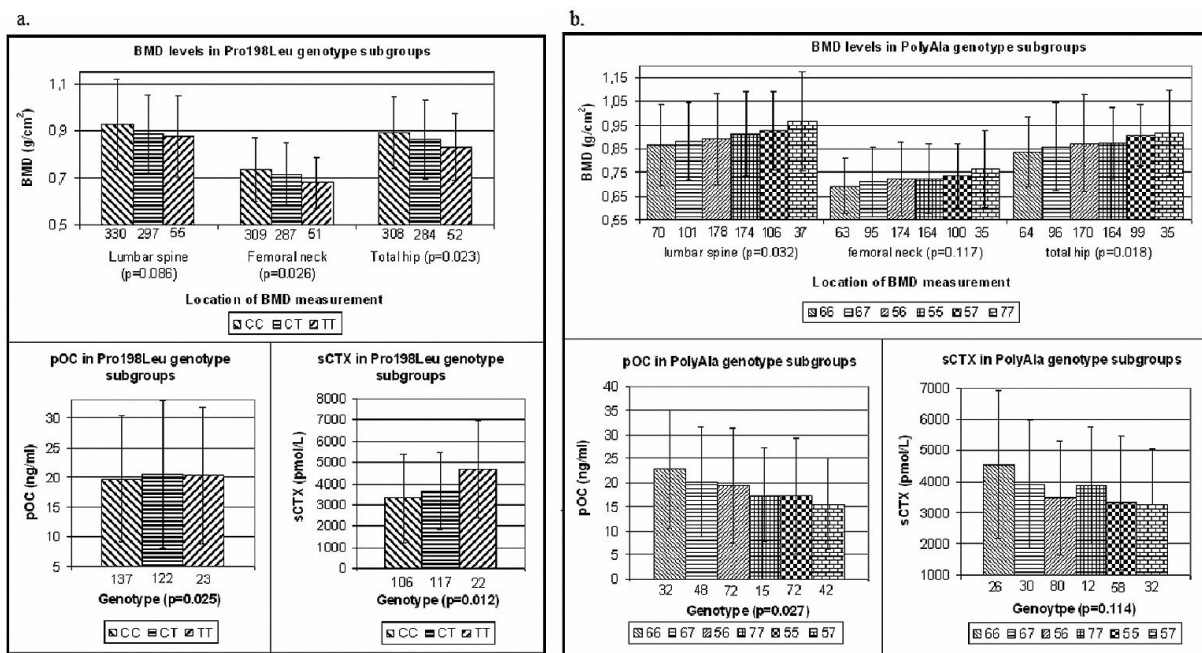 a.
BMD levels in Pro198Leu genotype subgroups
BMD (g/cm2)
1,1
0,9
0,7
0,5
330 297 55 309 287 51 308 284 52
Lumbar spine Femoral neck Total hip (p=0.023)
(p=0.086) (p=0.026)
Location of BMD measurement
CC CT TT
pOC in Pro198Leu genotype
subgroups
pOC (ng/ml)
30
25
20
15
10
5
137 122 23
Genotype (p=0.025)
CC CT TT
sCTX in Pro198Leu genotype
subgroups
sCTX (pmol/L)
8000
7000
6000
5000
4000
3000
2000
1000
0
106 117 22
Genotype (p=0.012)
CC CT TT
b.
BMD levels in PolyAla genotype subgroups
BMD (g/cm2)
1,15
1,05
0,95
0,85
0,75
0,65
0,55
70 101 178 174 106 37 63 95 174 164 100 35 64 96 170 164 99 35
lumbar spine (p=0.032) femoral neck (p=0.117) total hip (p=0.018)
Location of BMD measurement
66 67 56 55 57 77
pOC in PolyAla genotype subgroups
pOC (ng/ml)
40
35
30
25
20
15
10
5
0
32 48 72 15 72 42
Genotype (p=0.027)
66 67 56 77 55 57
sCTX in PolyAla genotype subgroups
sCTX (pmol/L)
7000
6000
5000
4000
3000
2000
1000
26 30 80 12 68 32
Genoytpe (p=0.114)
66 67 56 77 55 57